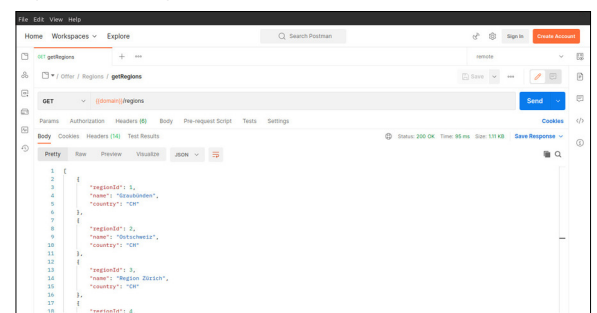 File Edit View Help
Home Workspaces Explore Search Postman Sign In Create Account
GET getRegions + ••• remote
/ Offer / Regions / getRegions Save •••
GET {{domain}}/regions Send
Params Authorization Headers (6) Body Pre-request Script Tests Settings Cookies
Body Cookies Headers (14) Test Results Status: 200 OK Time: 95 ms Size: 1.11 KB Save Response
Pretty Raw Preview Visualize JSON
1 [
2 {
3 "regionId": 1,
4 "name": "Graubünden",
5 "country": "CH"
6 },
7 {
8 "regionId": 2,
9 "name": "Ostschweiz",
10 "country": "CH"
11 },
12 {
13 "regionId": 3,
14 "name": "Region Zürich",
15 "country": "CH"
16 },
17 {
18 "regionId": 4